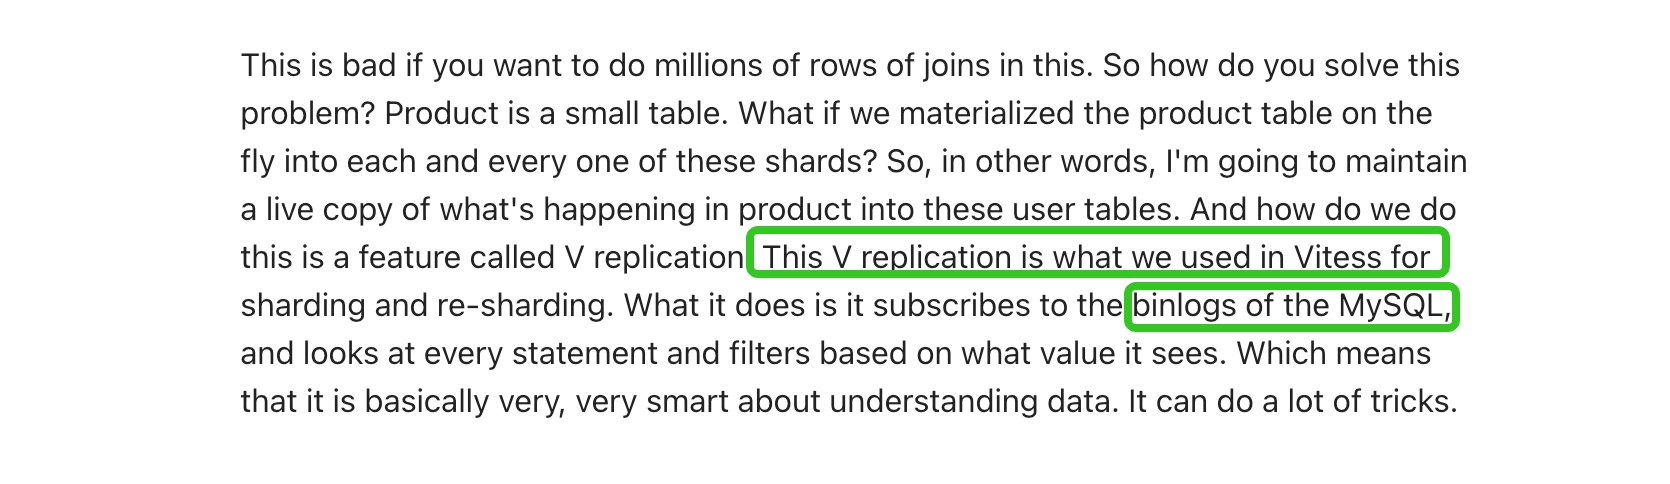 This is bad if you want to do millions of rows of joins in this. So how do you solve this
problem? Product is a small table. What if we materialized the product table on the
fly into each and every one of these shards? So, in other words, I'm going to maintain
a live copy of what's happening in product into these user tables. And how do we do
this is a feature called V replication This V replication is what we used in Vitess for
sharding and re-sharding. What it does is it subscribes to the binlogs of the MySQL,
and looks at every statement and filters based on what value it sees. Which means
that it is basically very, very smart about understanding data. It can do a lot of tricks.